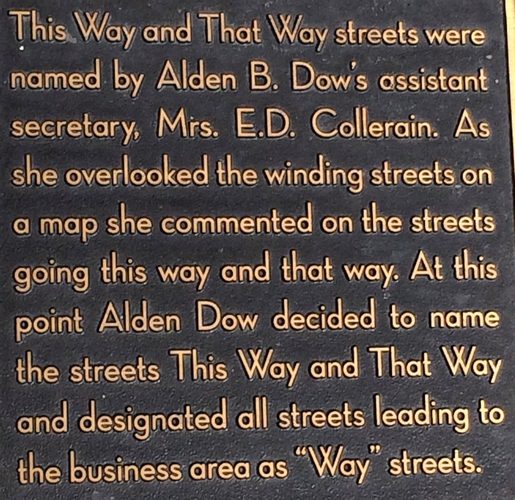 This Way and That Way streets were
named by Alden B. Dow's assistant
secretary, Mrs. E.D. Collerain. As
she overlooked the winding streets on
a map she commented on the streets
going this way and that way. At this
point Alden Dow decided to name
the streets This Way and That Way
and designated all streets leading to
the business area as “Way” streets.